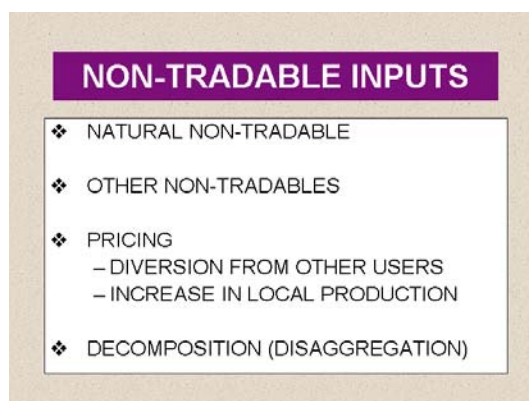 NON-TRADABLE INPUTS
❖ NATURAL NON-TRADABLE
❖ OTHER NON-TRADABLES
❖ PRICING
– DIVERSION FROM OTHER USERS
– INCREASE IN LOCAL PRODUCTION
❖ DECOMPOSITION (DISAGGREGATION)